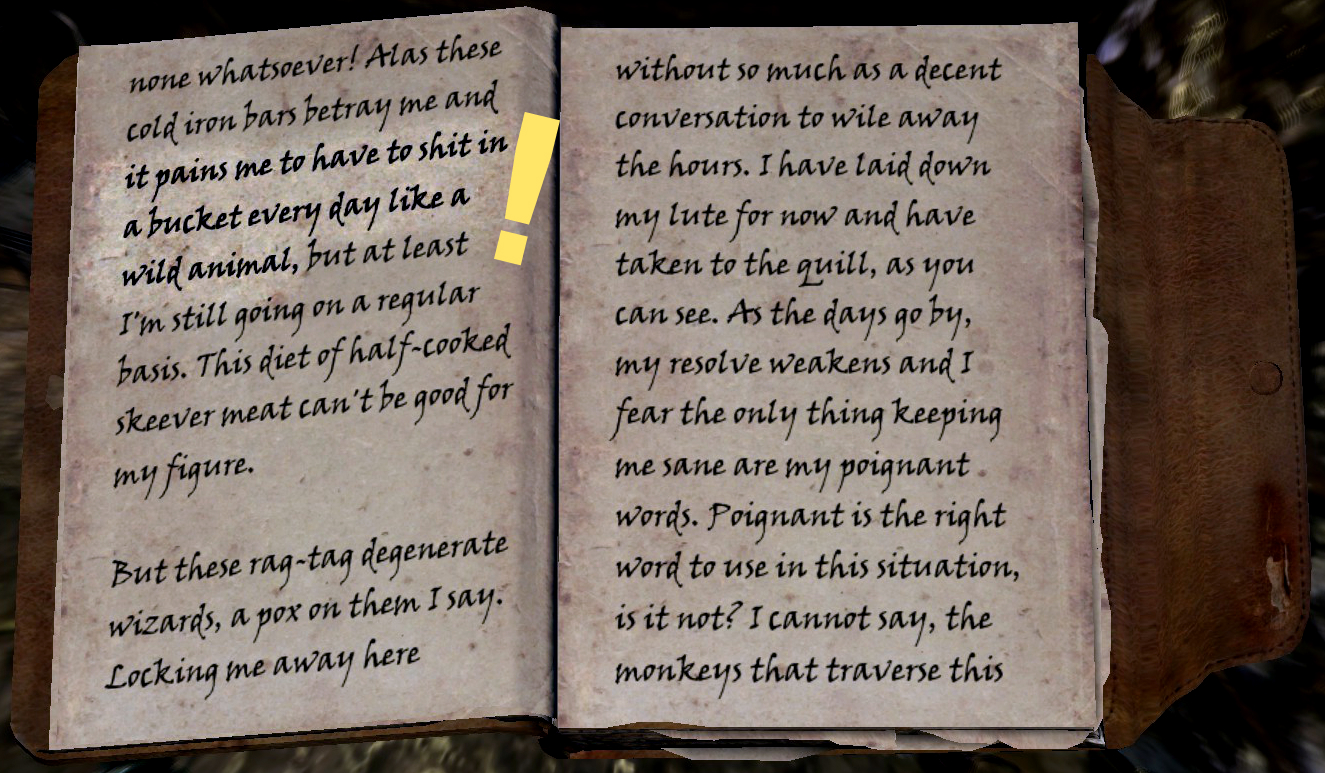 none whatsoever! Alas these
cold iron bars betray me and
it pains me to have to shit in
a bucket every day like a
wild animal, but at least
I'm still going on a regular
basis. This diet of half-cooked
skeever meat can't be good for
my figure.
But these rag-tag degenerate
wizards, a pox on them I say.
Locking me away here
!
without so much as a decent
conversation to wile away
the hours. I have laid down
my lute for now and have
taken to the quill, as you
can see. As the days go by,
my resolve weakens and I
fear the only thing keeping
me sane are my poignant
words. Poignant is the right
word to use in this situation,
is it not? I cannot say, the
monkeys that traverse this